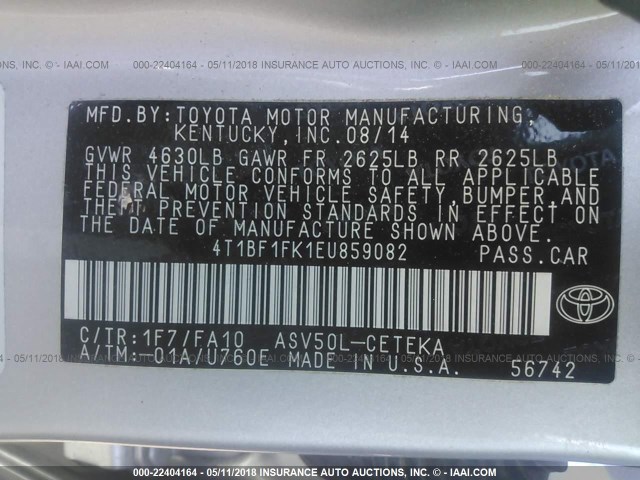 000-22404164 - 05/11/2018 INSURANCE AUTO AUCTIONS, INC. - IAAI.COM
MFD.BY:TOYOTA MOTOR MANUFACTURING,
KENTUCKY,INC.08/14
GVWR 4630LB GAWR FR 2625LB RR 2625LB
THIS VEHICLE CONFORMS TO ALL APPLICABLE
FEDERAL MOTOR VEHICLE SAFETY,BUMPER,AND
THEFT PREVENTION STANDARDS IN EFFECT ON
THE DATE OF MANUFACTURE SHOWN ABOVE.
4T1BF1FK1EU859082 PASS.CAR
C/TR:1F7/FA10 ASV50L-CETEKA
A/TM:-01A/U760E MADE IN U.S.A. 56742
000-22404164 - 05/11/2018 INSURANCE AUTO AUCTIONS, INC. - IAAI.COM